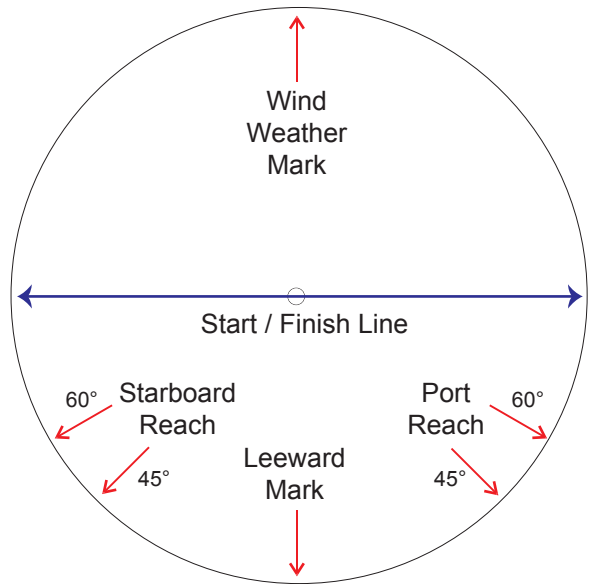 Wind
Weather
Mark
Start / Finish Line
60°
Starboard
Reach
45°
Port
Reach
60°
45°
Leeward
Mark